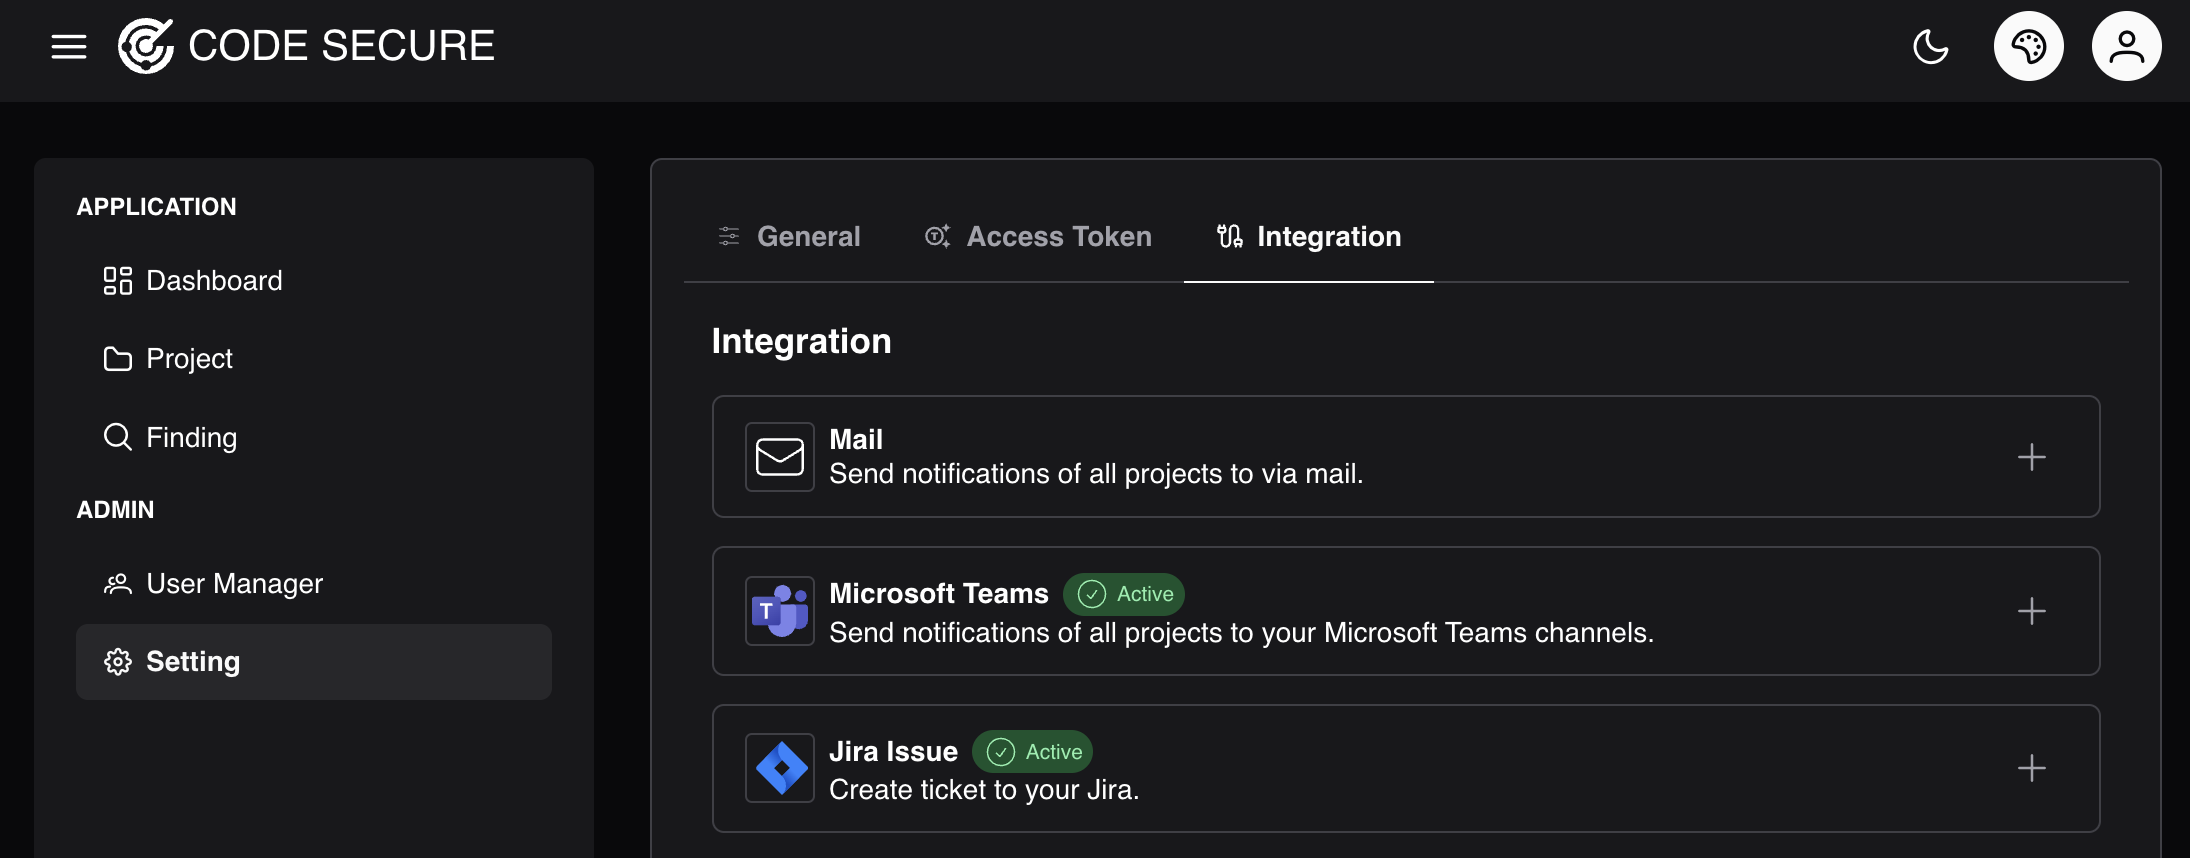 CODE SECURE
APPLICATION
Dashboard
Project
Finding
ADMIN
User Manager
Setting
General
Access Token
Integration
Integration
Mail
Send notifications of all projects to via mail.
T
Microsoft Teams
Active
Send notifications of all projects to your Microsoft Teams channels.
Jira Issue
Active
Create ticket to your Jira.